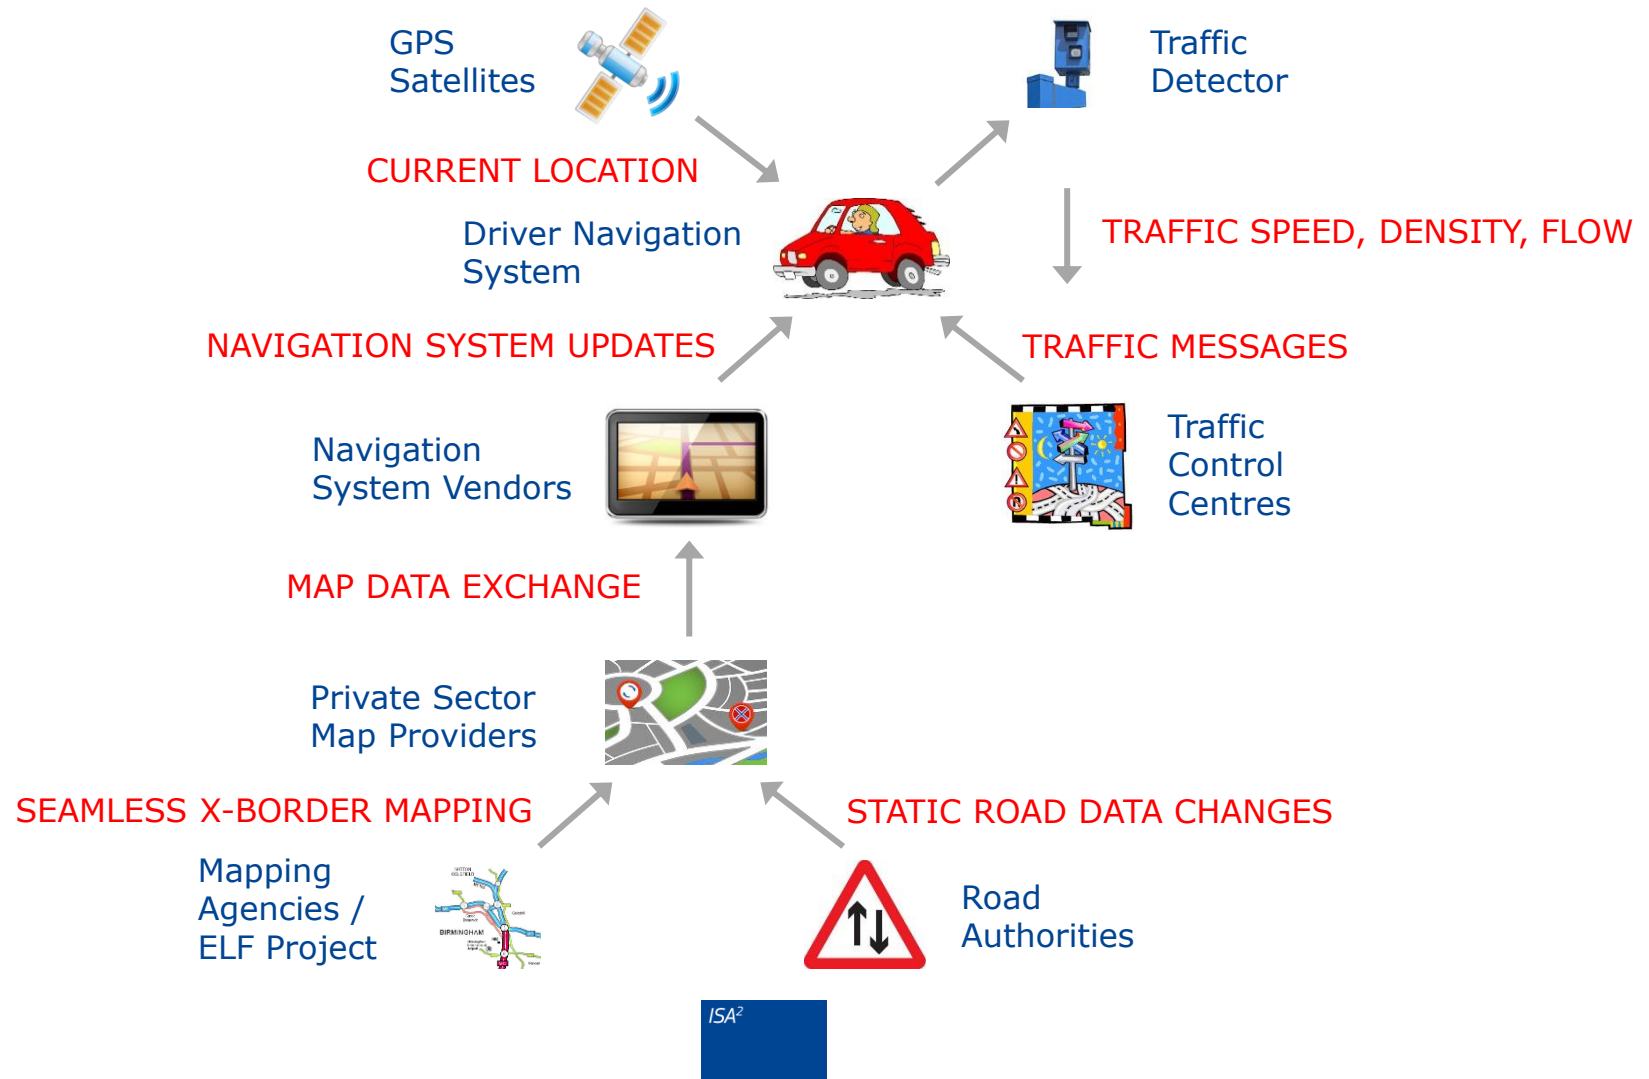 GPS
Satellites
Traffic
Detector
CURRENT LOCATION
Driver Navigation
System
TRAFFIC SPEED, DENSITY, FLOW
NAVIGATION SYSTEM UPDATES
TRAFFIC MESSAGES
Navigation
System Vendors
Traffic
Control
Centres
MAP DATA EXCHANGE
Private Sector
Map Providers
SEAMLESS X-BORDER MAPPING
STATIC ROAD DATA CHANGES
Mapping
Agencies /
ELF Project
BIRMINGHAM
Road
Authorities
ISA²